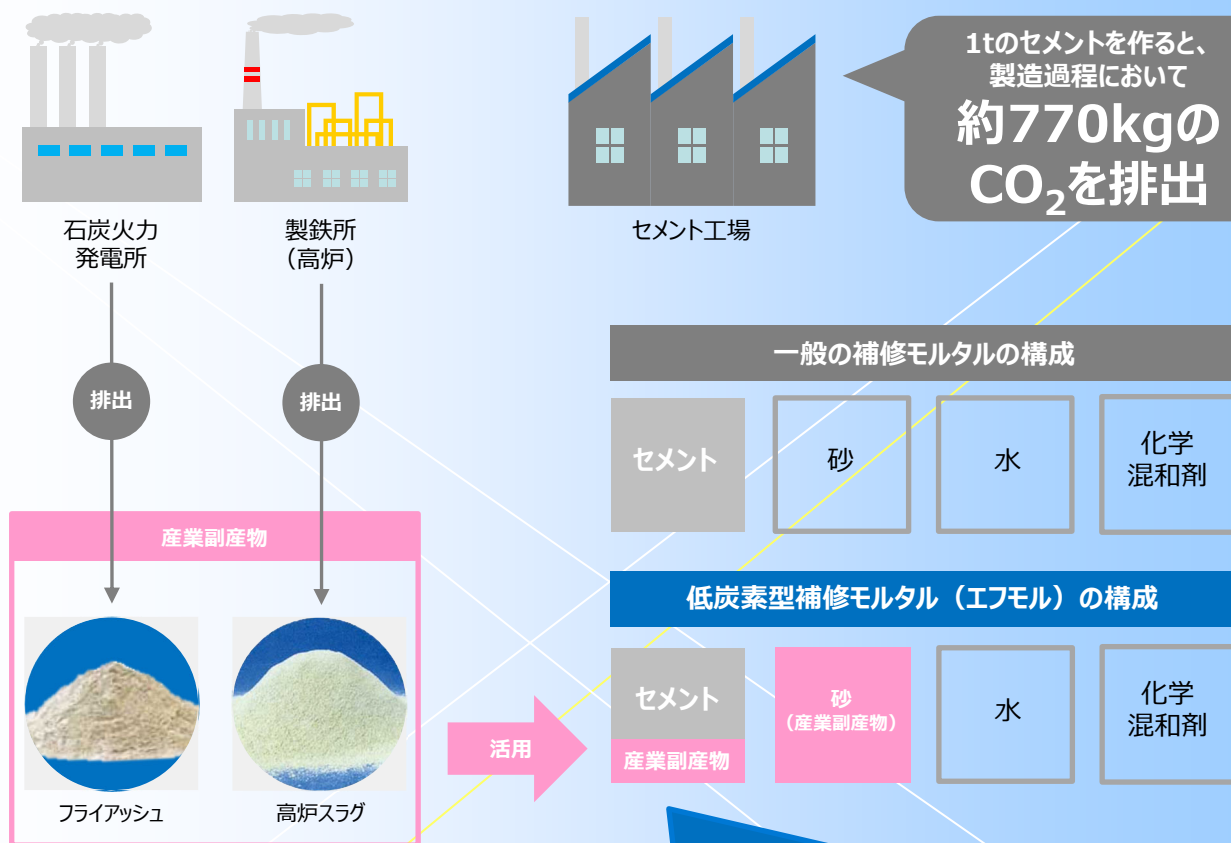 1tのセメントを作ると、
製造過程において
約770kgの
CO₂を排出
石炭火力
発電所
製鉄所
（高炉）
セメント工場
排出
排出
産業副産物
フライアッシュ
高炉スラグ
活用
一般の補修モルタルの構成
セメント
砂
水
化学
混和剤
低炭素型補修モルタル（エフモル）の構成
セメント
産業副産物
砂
（産業副産物）
水
化学
混和剤